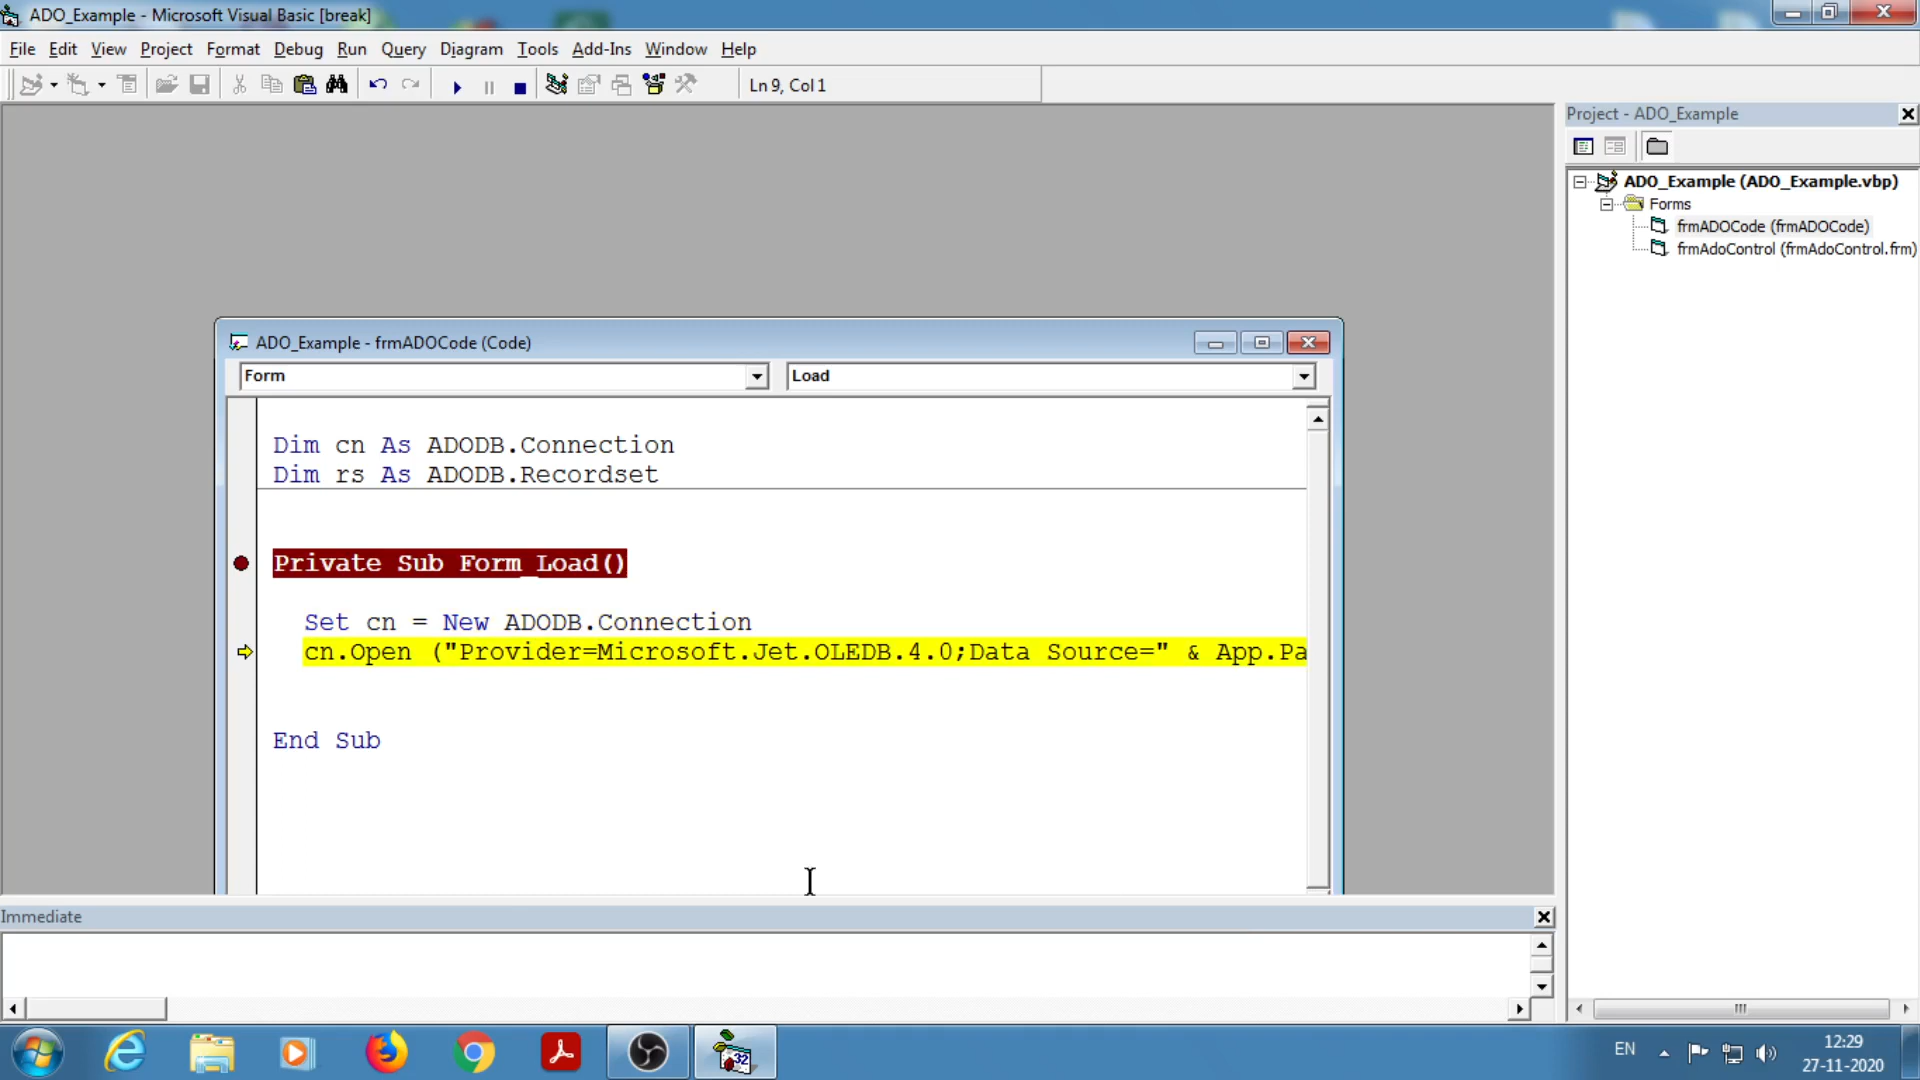 ADO_Example - Microsoft Visual Basic [break]
File Edit View Project Format Debug Run Query Diagram Tools Add-Ins Window Help
Ln 9, Col 1
Project - ADO_Example
ADO_Example (ADO_Example.vbp)
Forms
frmADOCode (frmADOCode)
frmAdoControl (frmAdoControl.frm)
ADO_Example - frmADOCode (Code)
Form Load
Dim cn As ADODB.Connection
Dim rs As ADODB.Recordset
Private Sub Form_Load()
Set cn = New ADODB.Connection
cn.Open ("Provider=Microsoft.Jet.OLEDB.4.0;Data Source=" & App.Pa
End Sub
Immediate
32
EN
12:29
27-11-2020